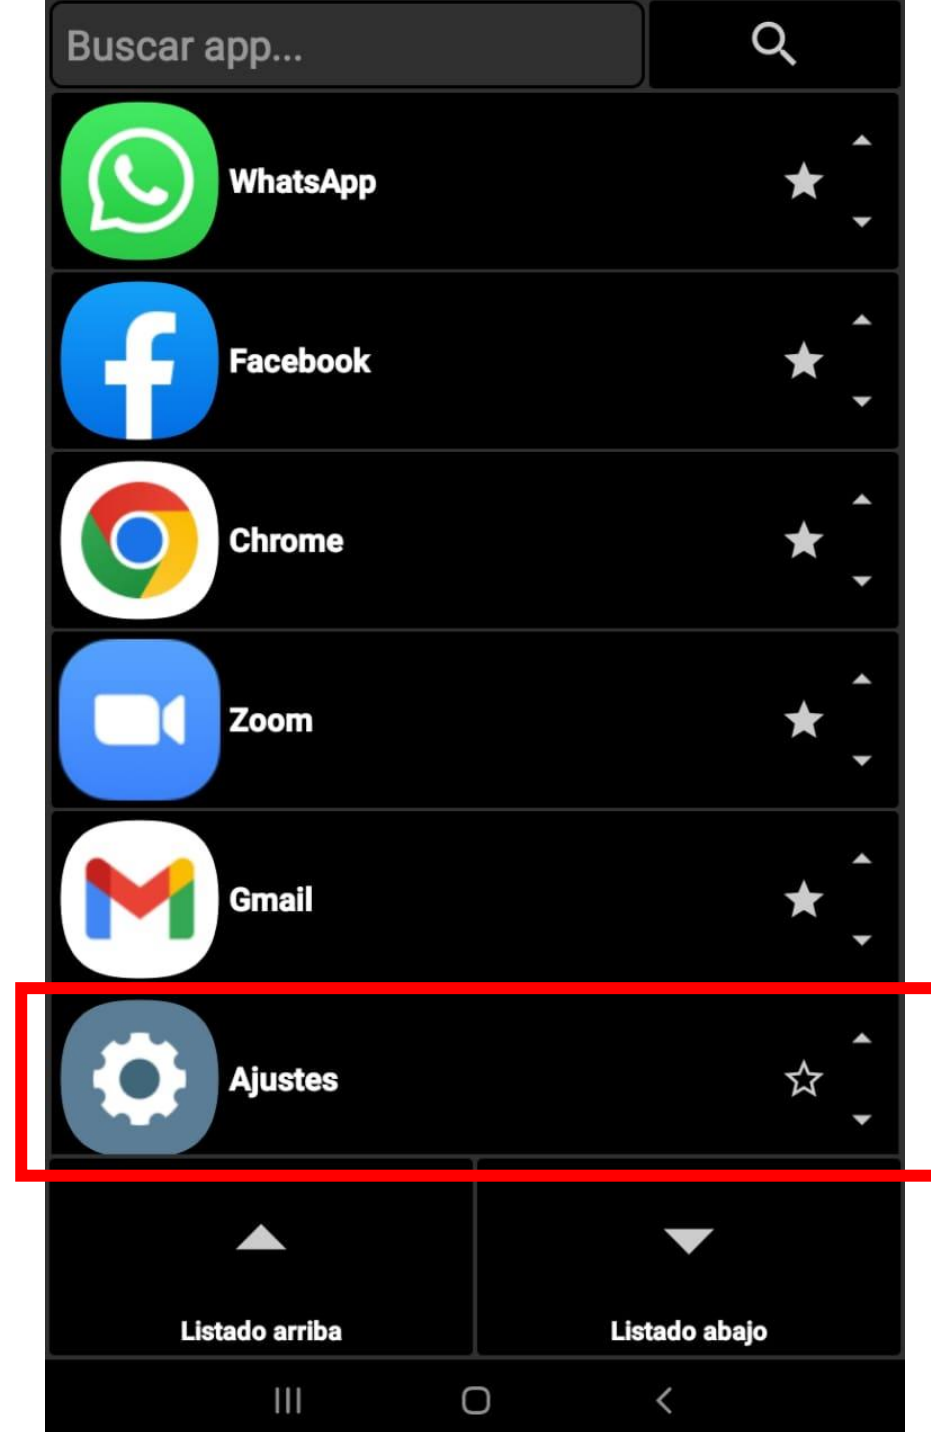 Buscar app...
WhatsApp
Facebook
Chrome
Zoom
Gmail
Ajustes
Listado arriba
Listado abajo